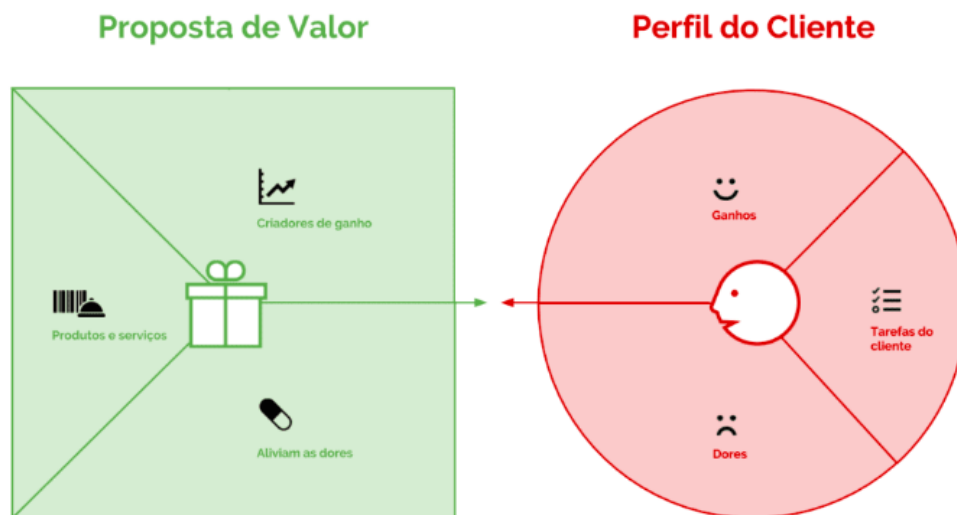 Proposta de Valor
Perfil do Cliente
Criadores de ganho
Produtos e serviços
Aliviam as dores
Ganhos
Tarefas do
cliente
Dores